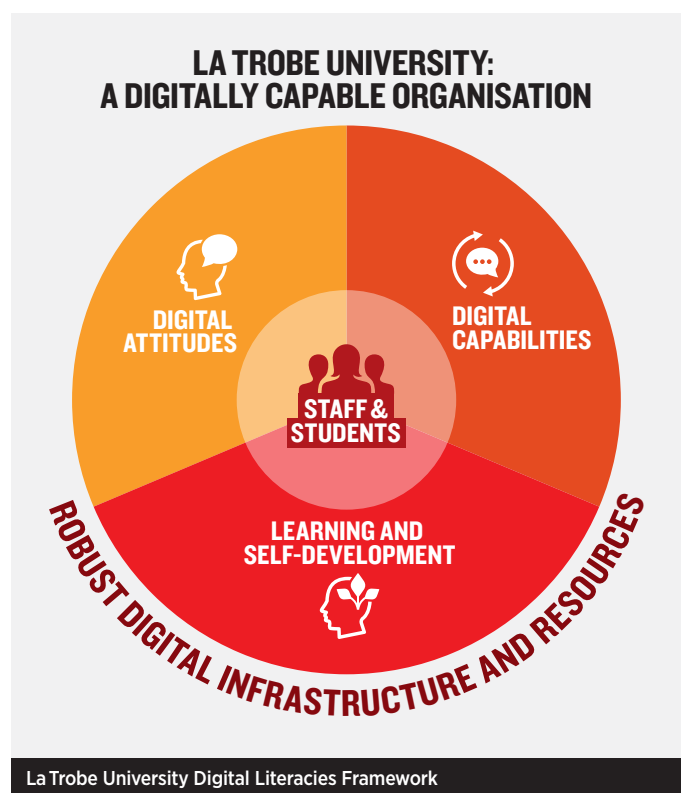 LA TROBE UNIVERSITY:
A DIGITALLY CAPABLE ORGANISATION
DIGITAL
ATTITUDES
DIGITAL
CAPABILITIES
STAFF &
STUDENTS
LEARNING AND
SELF-DEVELOPMENT
ROBUST DIGITAL INFRASTRUCTURE AND RESOURCES
La Trobe University Digital Literacies Framework